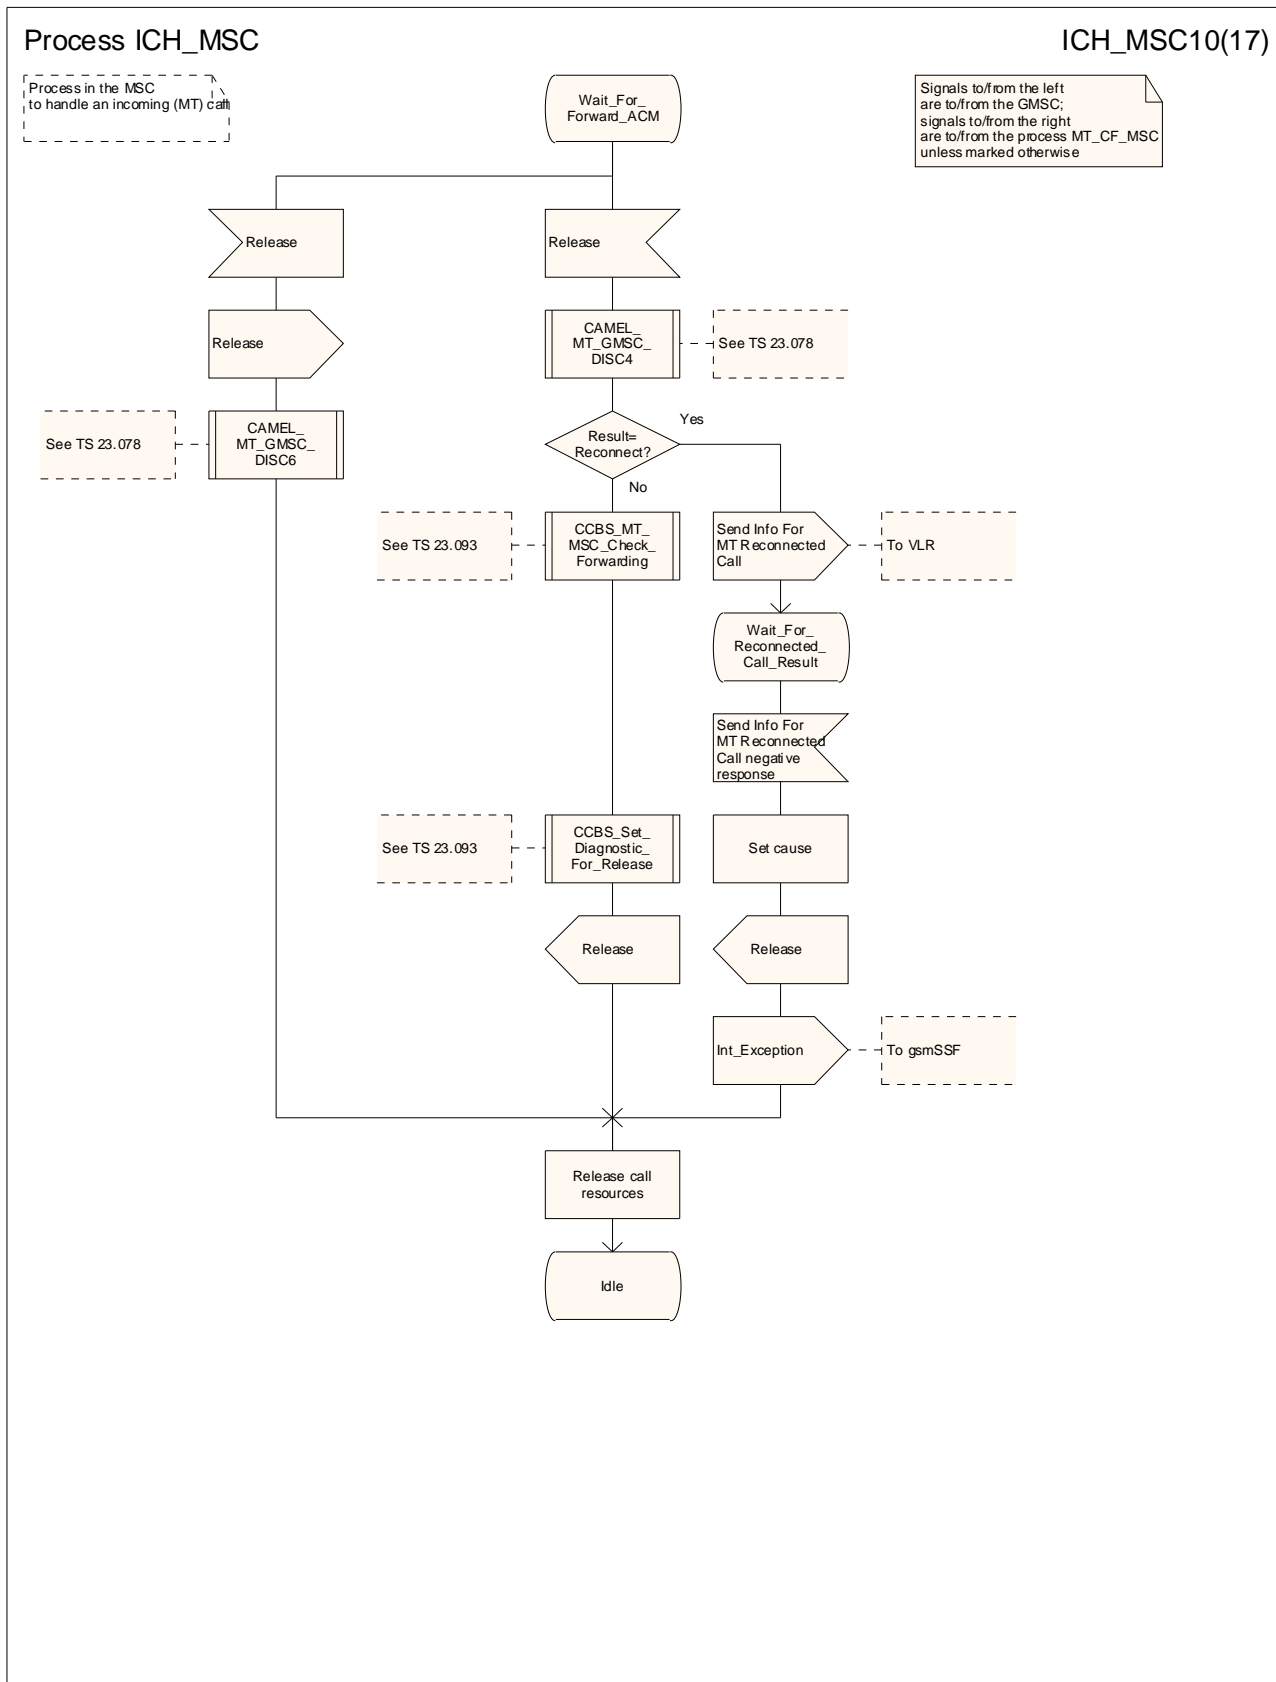 Process ICH_MSC
ICH_MSC10(17)
Process in the MSC
to handle an incoming (MT) call
Wait_For_
Forward_ACM
Signals to/from the left
are to/from the GMSC;
signals to/from the right
are to/from the process MT_CF_MSC
unless marked otherwise
Release
Release
Release
CAMEL_
MT_GMSC_
DISC4
See TS 23.078
See TS 23.078
CAMEL_
MT_GMSC_
DISC6
Result=
Reconnect?
Yes
No
See TS 23.093
CCBS_MT_
MSC_Check_
Forwarding
Send Info For
MT Reconnected
Call
To VLR
Wait_For_
Reconnected_
Call_Result
Send Info For
MT Reconnected
Call negative
response
See TS 23.093
CCBS_Set_
Diagnostic_
For_Release
Set cause
Release
Release
Int_Exception
To gsmSSF
Release call
resources
Idle